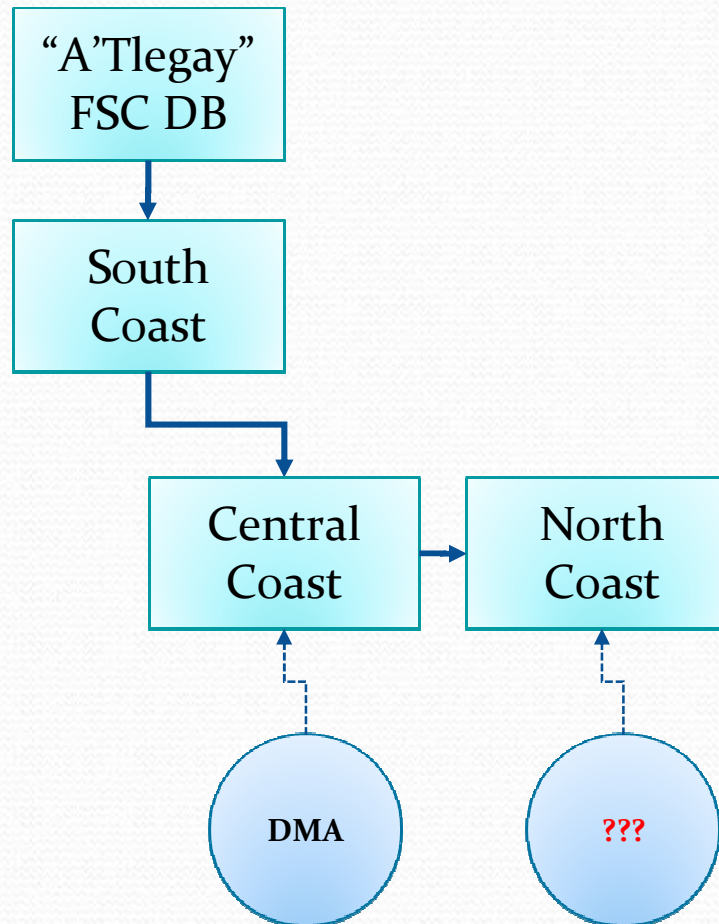 “A’Tlegay”
FSC DB
South
Coast
Central
Coast
North
Coast
DMA
???